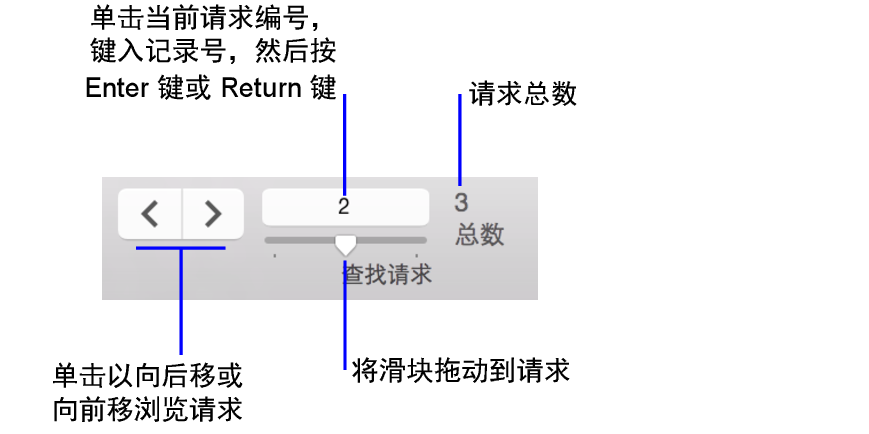 单击当前请求编号，
键入记录号，然后按
Enter 键或 Return 键
请求总数
2
3
总数
查找请求
单击以向后移或
向前移浏览请求
将滑块拖动到请求